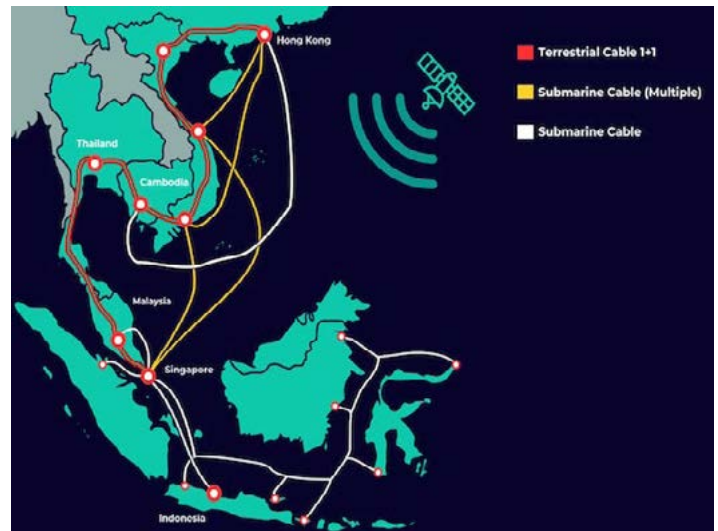 Hong Kong
Terrestrial Cable 1+1
Submarine Cable (Multiple)
Submarine Cable
Thailand
Cambodia
Malaysia
Singapore
Indonesia